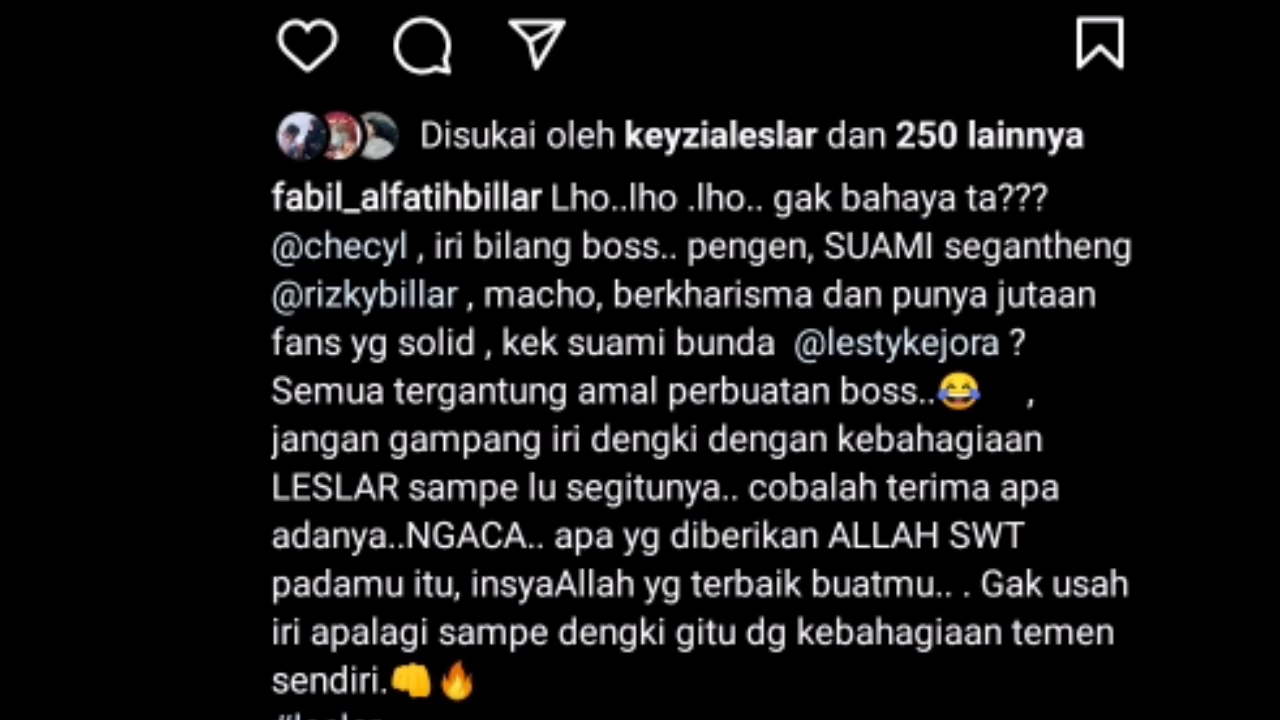 Disukai oleh keyzialeslar dan 250 lainnya
fabil_alfatihbillar Lho..lho .lho.. gak bahaya ta???
@checyl , iri bilang boss.. pengen, SUAMI segantheng
@rizkybillar , macho, berkharisma dan punya jutaan
fans yg solid , kek suami bunda @lestykejora ?
Semua tergantung amal perbuatan boss..😂 ,
jangan gampang iri dengki dengan kebahagiaan
LESLAR sampe lu segitunya.. cobalah terima apa
adanya..NGACA.. apa yg diberikan ALLAH SWT
padamu itu, insyaAllah yg terbaik buatmu.. . Gak usah
iri apalagi sampe dengki gitu dg kebahagiaan temen
sendiri.👊🔥